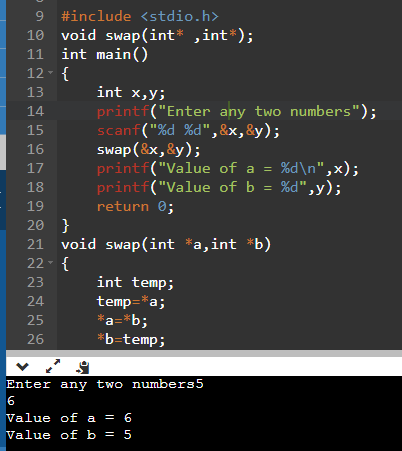 9 #include <stdio.h>
10 void swap(int* ,int*);
11 int main()
12 {
13 int x,y;
14 printf("Enter any two numbers");
15 scanf("%d %d",&x,&y);
16 swap(&x,&y);
17 printf("Value of a = %d\n",x);
18 printf("Value of b = %d",y);
19 return 0;
20 }
21 void swap(int *a,int *b)
22 {
23 int temp;
24 temp=*a;
25 *a=*b;
26 *b=temp;
Enter any two numbers5
6
Value of a = 6
Value of b = 5